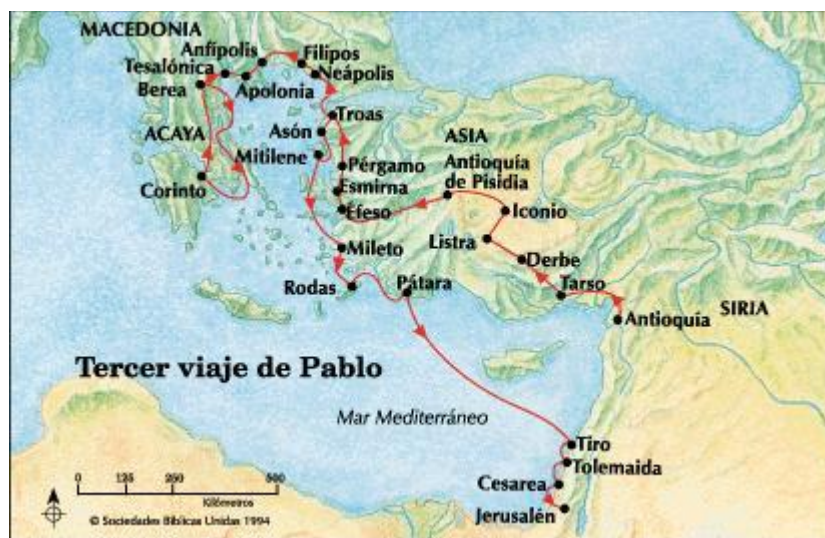 MACEDONIA
Anfípolis
Filipos
Tesalónica
Neápolis
Berea
Apolonia
Troas
ACAYA
Asón
ASIA
Mitilene
Pérgamo
Antioquía
de Pisidia
Corinto
Esmirna
Éfeso
Iconio
Listra
Mileto
Derbe
Rodas
Pátara
Tarso
SIRIA
Antioquía
Tercer viaje de Pablo
Mar Mediterráneo
Tiro
Tolemaida
Cesarea
Jerusalén
0 125 250 500
Kilómetros
© Sociedades Bíblicas Unidas 1994